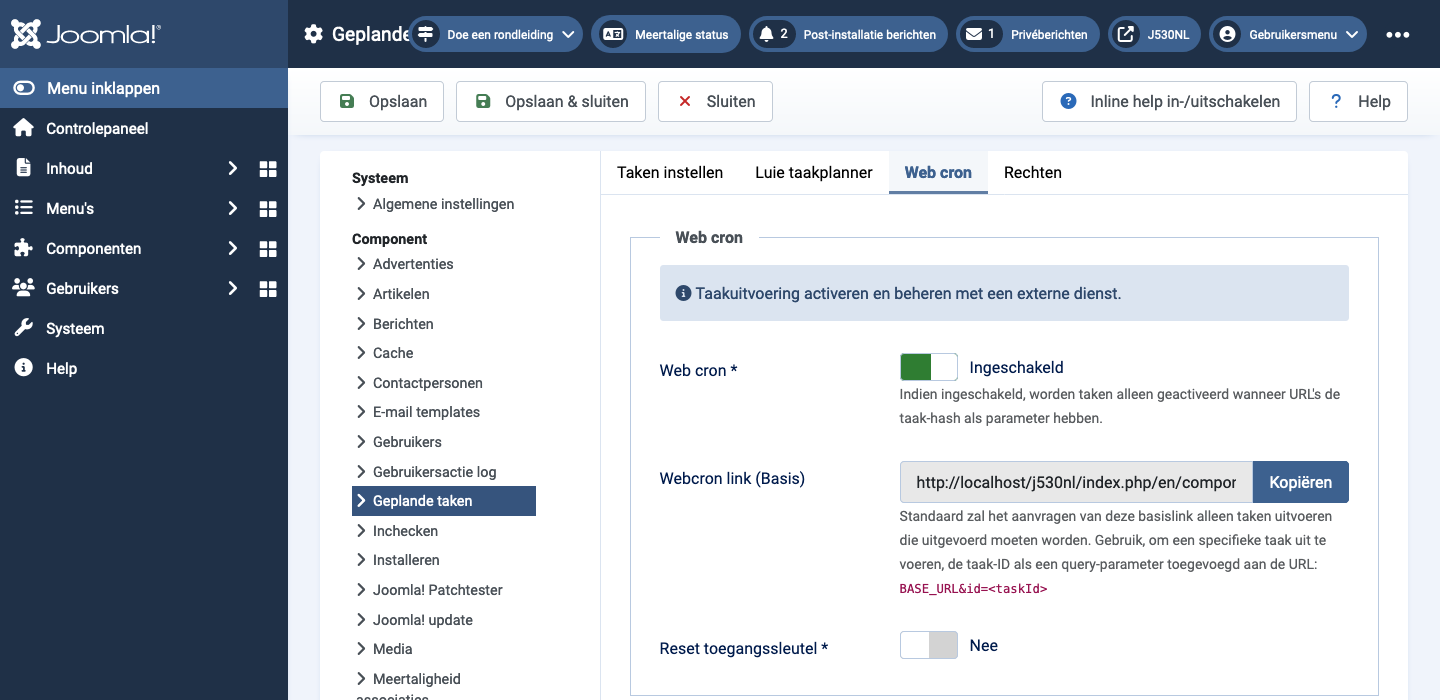 Joomla!®
Geplande
Doe een rondleiding
Meertalige status
2 Post-installatie berichten
1 Privéberichten
J530NL
Gebruikersmenu
Menu inklappen
Controlepaneel
Inhoud
Menu's
Componenten
Gebruikers
Systeem
Help
Opslaan
Opslaan & sluiten
Sluiten
Inline help in-/uitschakelen
Help
Systeem
Algemene instellingen
Component
Advertenties
Artikelen
Berichten
Cache
Contactpersonen
E-mail templates
Gebruikers
Gebruikersactie log
Geplande taken
Inchecken
Installeren
Joomla! Patchtester
Joomla! update
Media
Meertaligheid
associaties
Taken instellen
Luie taakplanner
Web cron
Rechten
Web cron
Taakuitvoering activeren en beheren met een externe dienst.
Web cron *
Ingeschakeld
Indien ingeschakeld, worden taken alleen geactiveerd wanneer URL's de
taak-hash als parameter hebben.
Webcron link (Basis)
http://localhost/j530nl/index.php/en/compor
Kopiëren
Standaard zal het aanvragen van deze basislink alleen taken uitvoeren
die uitgevoerd moeten worden. Gebruik, om een specifieke taak uit te
voeren, de taak-ID als een query-parameter toegevoegd aan de URL:
BASE_URL&id=<taskId>
Reset toegangssleutel *
Nee